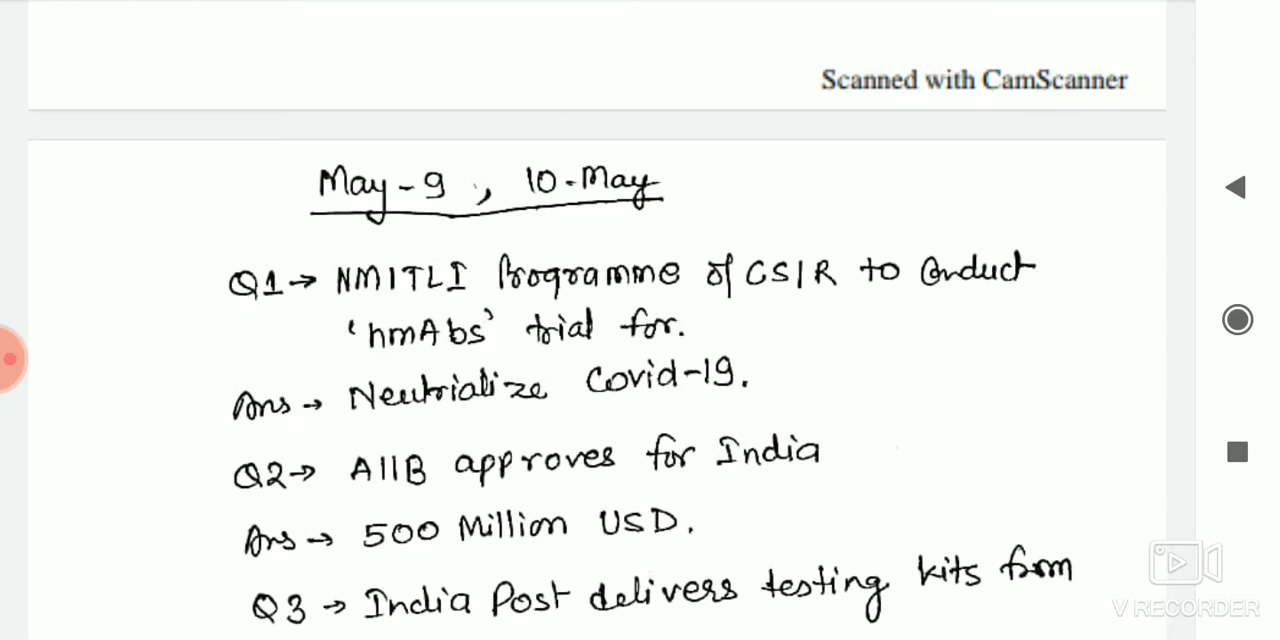 Scanned with CamScanner
May-9, 10-May
Q1→ NMITLI Programme of CSIR to Conduct
'hmAbs' trial for.
Ans → Neutrialize Covid-19.
Q2→ AIIB approves for India
Ans → 500 Million USD.
Q3 → India Post delivers testing kits from
V RECORDER